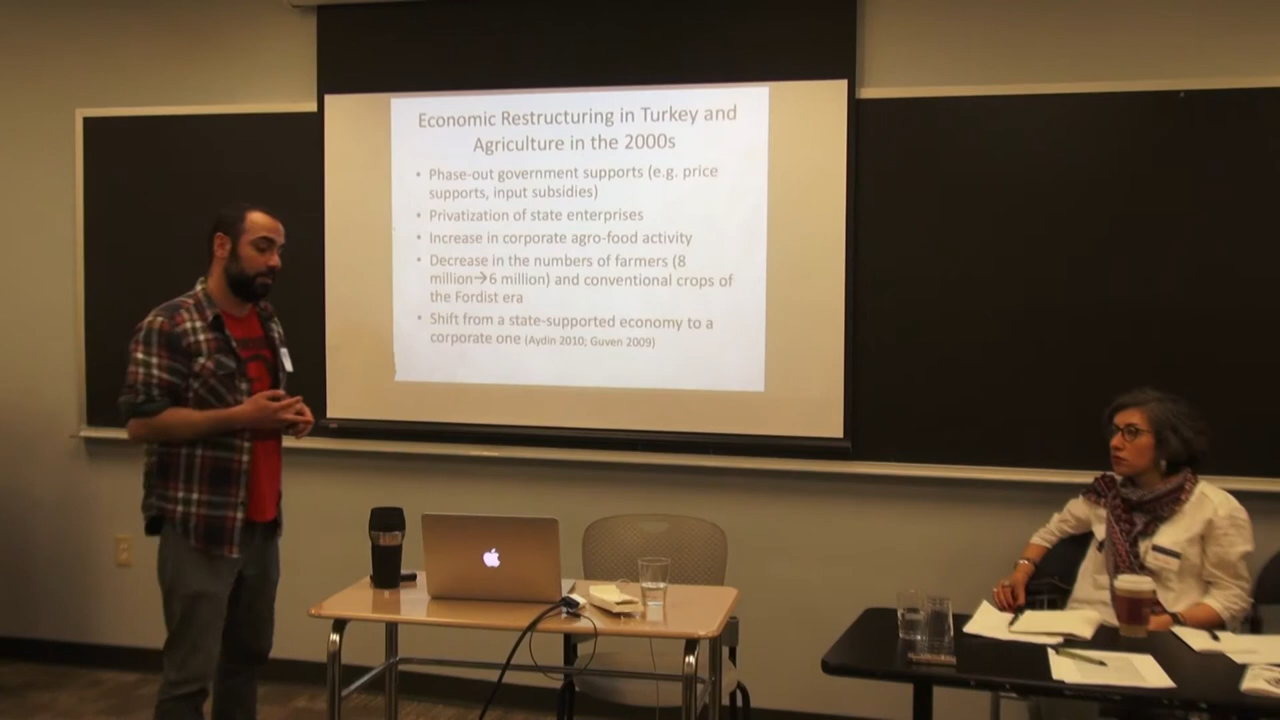 Economic Restructuring in Turkey and
Agriculture in the 2000s
• Phase-out government supports (e.g. price
supports, input subsidies)
• Privatization of state enterprises
• Increase in corporate agro-food activity
• Decrease in the numbers of farmers (8
million→6 million) and conventional crops of
the Fordist era
• Shift from a state-supported economy to a
corporate one (Aydin 2010; Guven 2009)